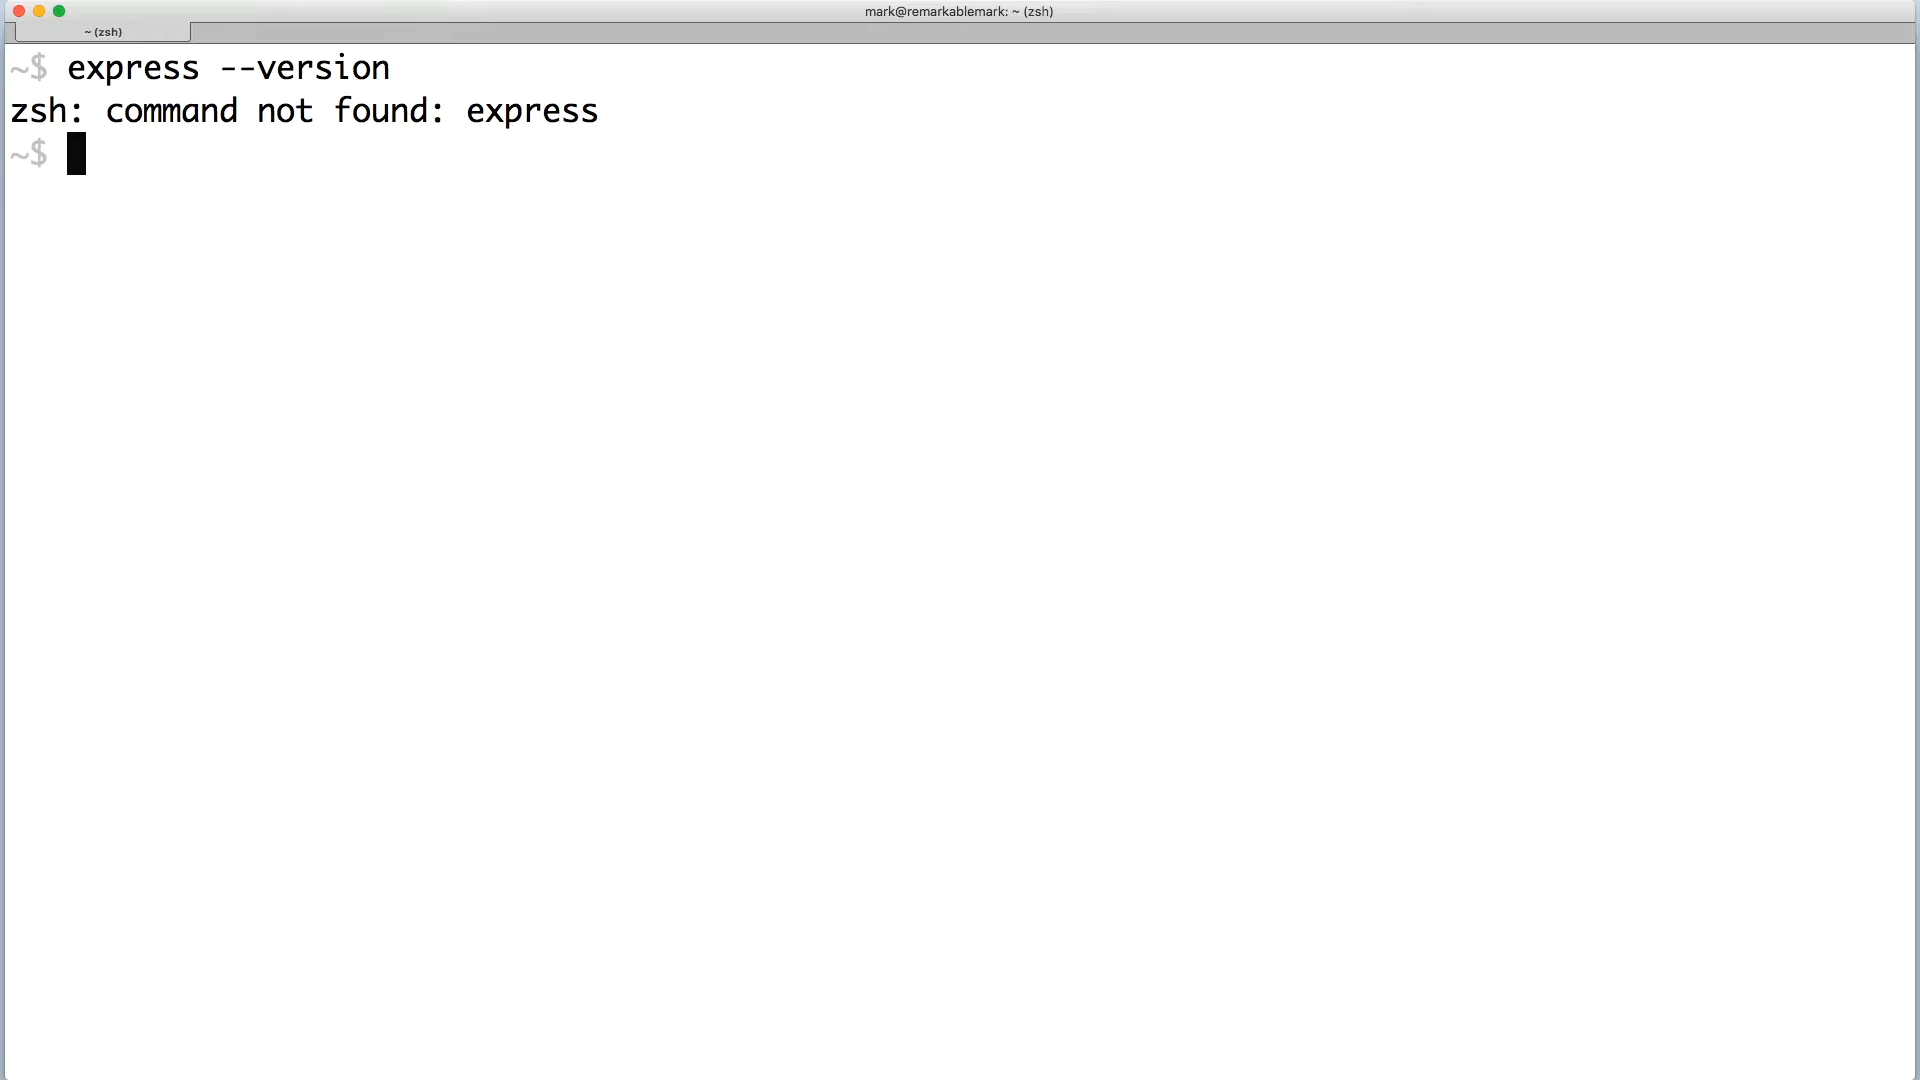 mark@remarkablemark: ~ (zsh)
~ (zsh)
~$ express --version
zsh: command not found: express
~$